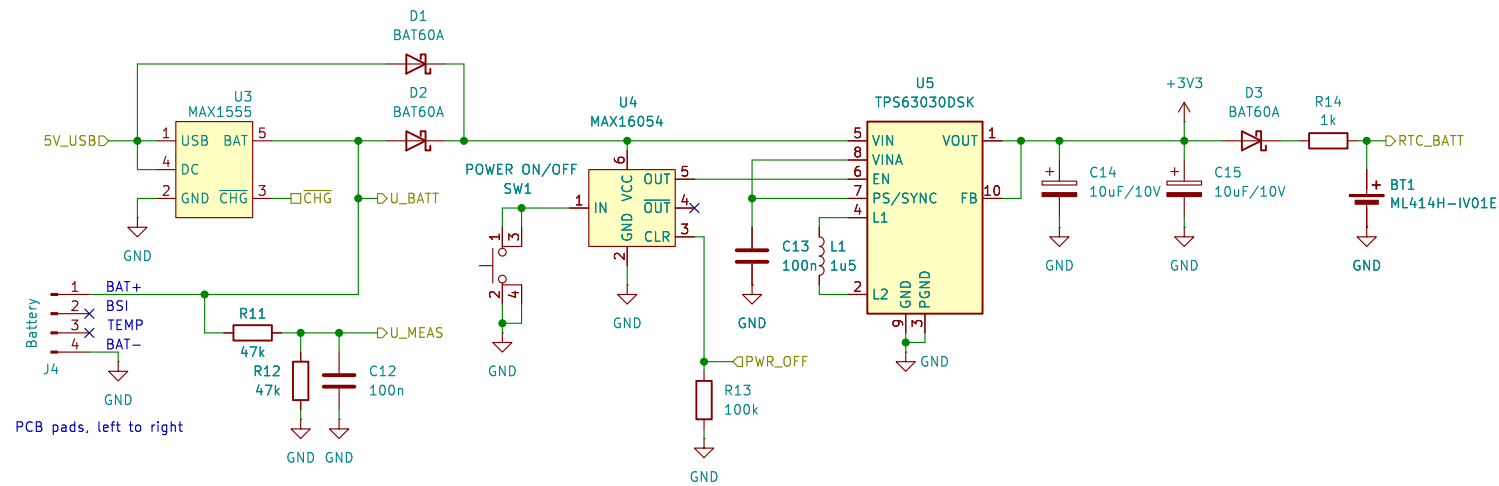 D1
BAT60A
D2
BAT60A
U3
MAX1555
5V_USB
1
USB
BAT
5
4
DC
2
GND
CHG
3
CHG
GND
U_BATT
Battery
1
BAT+
2
BSI
3
TEMP
4
BAT-
J4
GND
PCB pads, left to right
R11
47k
U_MEAS
R12
47k
C12
100n
GND
GND
POWER ON/OFF
SW1
1
3
2
4
GND
U4
MAX16054
6
VCC
1
IN
OUT
5
OUT
4
CLR
3
GND
2
GND
PWR_OFF
R13
100k
GND
C13
100n
GND
L1
1u5
U5
TPS63030DSK
5
VIN
VOUT
1
8
VINA
6
EN
7
PS/SYNC
FB
10
4
L1
2
L2
GND
PGND
9
3
GND
+3V3
+
C14
10uF/10V
GND
+
C15
10uF/10V
GND
D3
BAT60A
R14
1k
RTC_BATT
+
BT1
ML414H-IV01E
GND